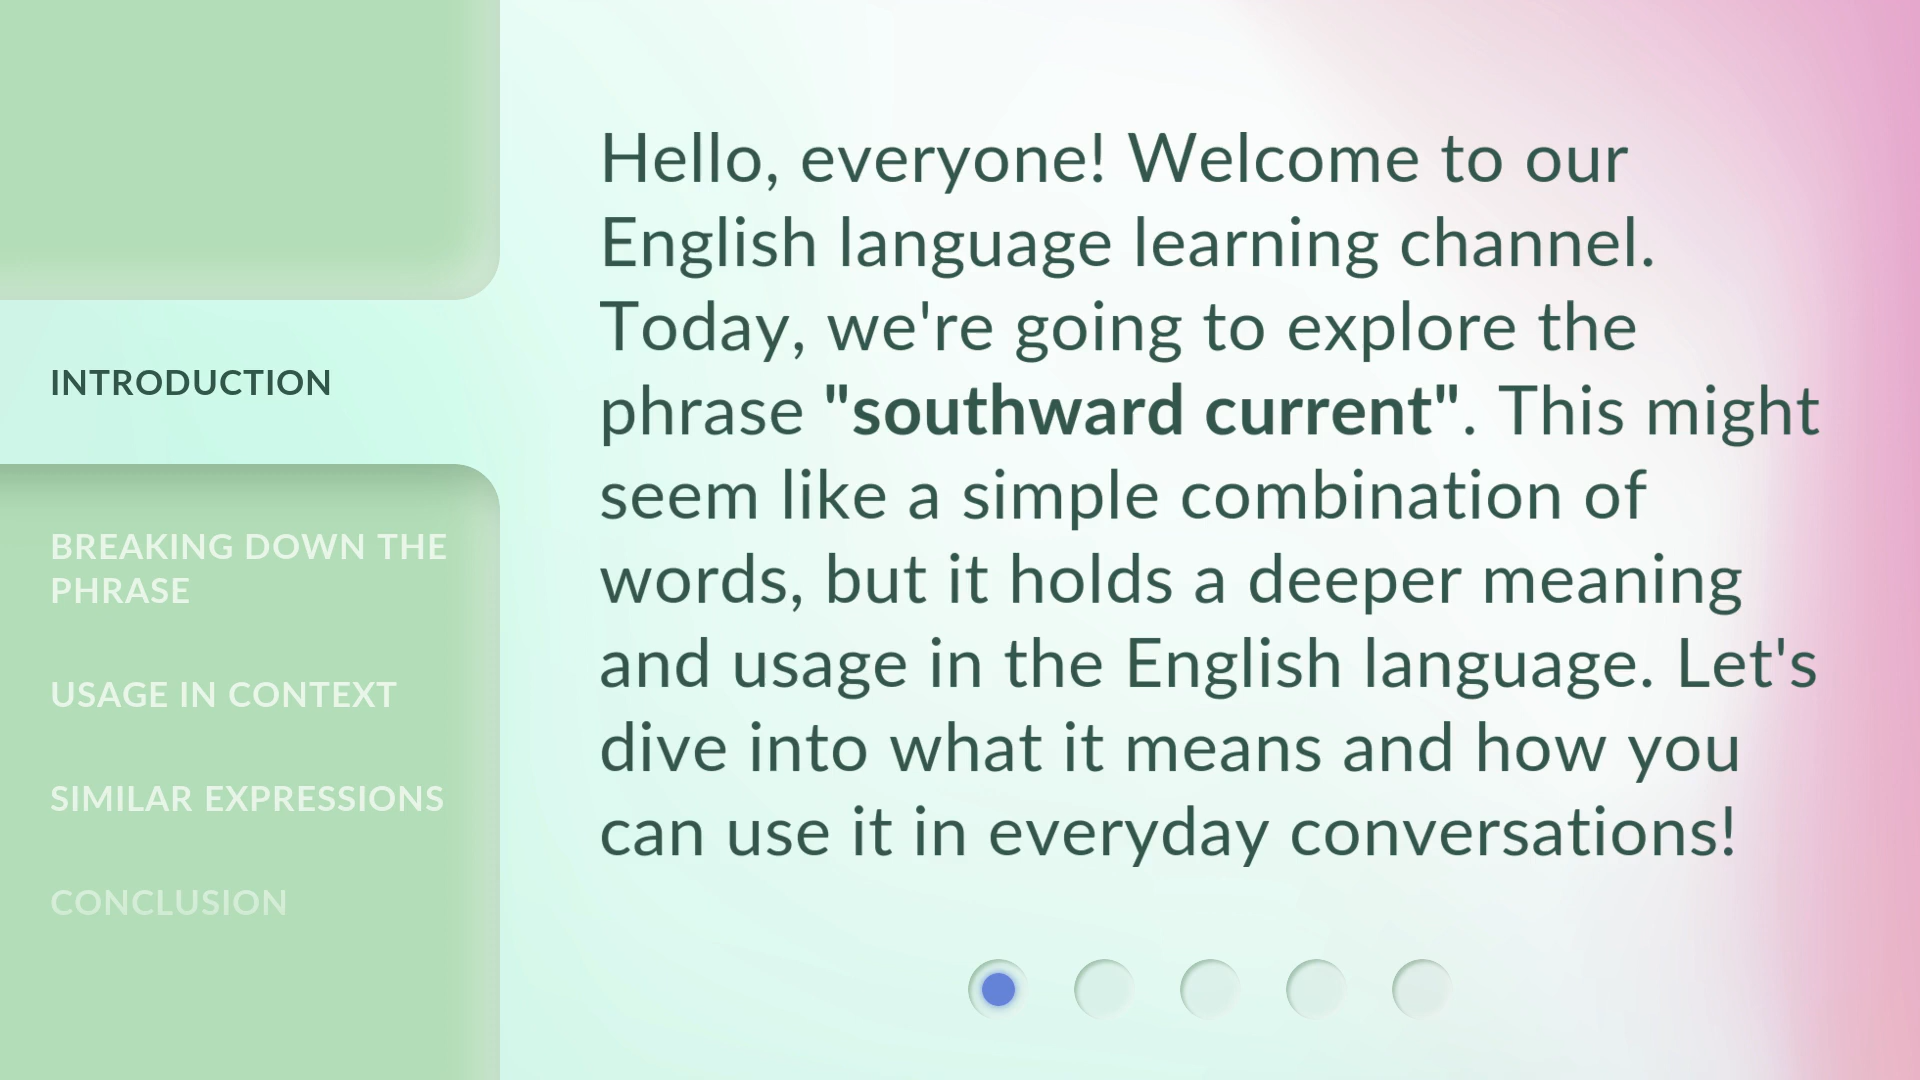 INTRODUCTION
BREAKING DOWN THE
PHRASE
USAGE IN CONTEXT
SIMILAR EXPRESSIONS
CONCLUSION
Hello, everyone! Welcome to our
English language learning channel.
Today, we're going to explore the
phrase "southward current". This might
seem like a simple combination of
words, but it holds a deeper meaning
and usage in the English language. Let's
dive into what it means and how you
can use it in everyday conversations!